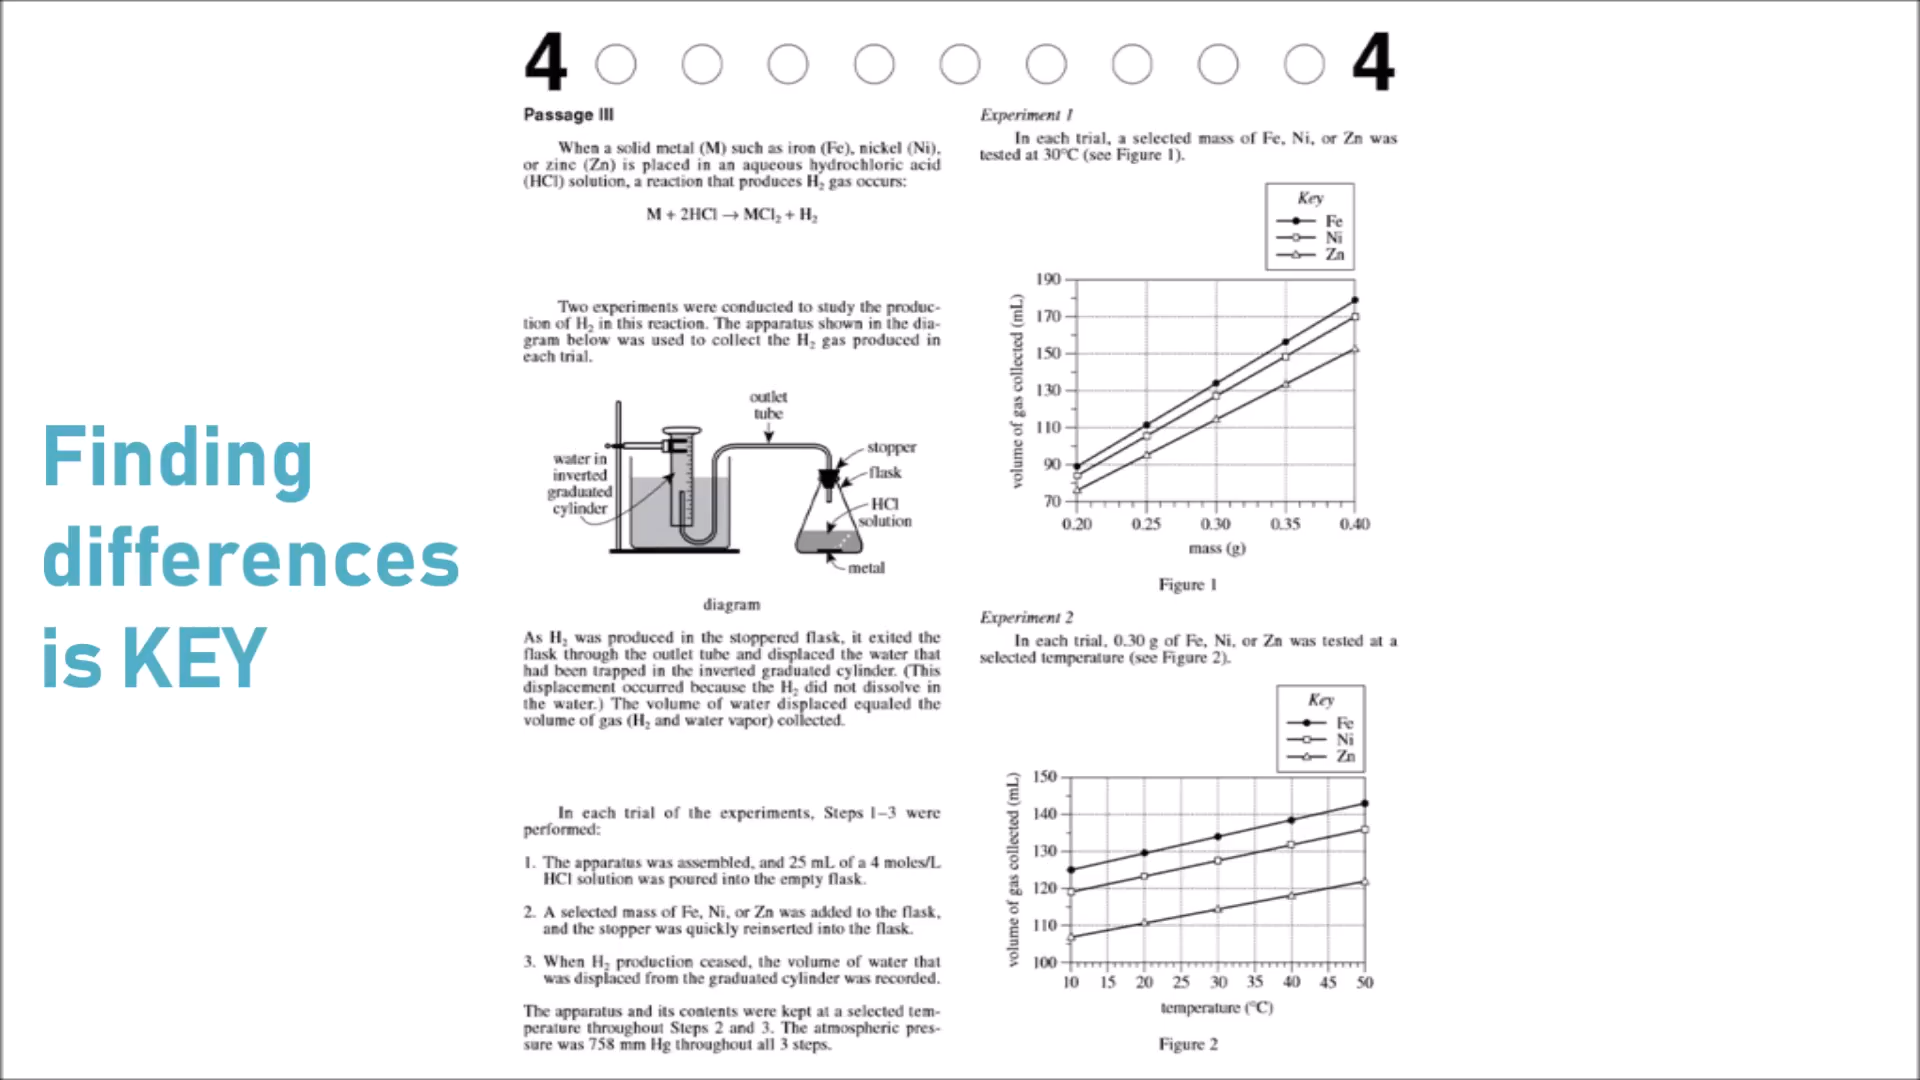 4 4
Finding
differences
is KEY
Passage III
When a solid metal (M) such as iron (Fe), nickel (Ni),
or zinc (Zn) is placed in an aqueous hydrochloric acid
(HCl) solution, a reaction that produces H₂ gas occurs:
M + 2HCl → MCl₂ + H₂
Two experiments were conducted to study the produc-
tion of H₂ in this reaction. The apparatus shown in the dia-
gram below was used to collect the H₂ gas produced in
each trial.
outlet
tube
stopper
flask
HCl
solution
metal
water in
inverted
graduated
cylinder
diagram
As H₂ was produced in the stoppered flask, it exited the
flask through the outlet tube and displaced the water that
had been trapped in the inverted graduated cylinder. (This
displacement occurred because the H₂ did not dissolve in
the water.) The volume of water displaced equaled the
volume of gas (H₂ and water vapor) collected.
In each trial of the experiments, Steps 1–3 were
performed:
1. The apparatus was assembled, and 25 mL of a 4 moles/L
HCl solution was poured into the empty flask.
2. A selected mass of Fe, Ni, or Zn was added to the flask,
and the stopper was quickly reinserted into the flask.
3. When H₂ production ceased, the volume of water that
was displaced from the graduated cylinder was recorded.
The apparatus and its contents were kept at a selected tem-
perature throughout Steps 2 and 3. The atmospheric pres-
sure was 758 mm Hg throughout all 3 steps.
Experiment 1
In each trial, a selected mass of Fe, Ni, or Zn was
tested at 30°C (see Figure 1).
Key
Fe
Ni
Zn
volume of gas collected (mL)
190
170
150
130
110
90
70
0.20 0.25 0.30 0.35 0.40
mass (g)
Figure 1
Experiment 2
In each trial, 0.30 g of Fe, Ni, or Zn was tested at a
selected temperature (see Figure 2).
Key
Fe
Ni
Zn
volume of gas collected (mL)
150
140
130
120
110
100
10 15 20 25 30 35 40 45 50
temperature (°C)
Figure 2